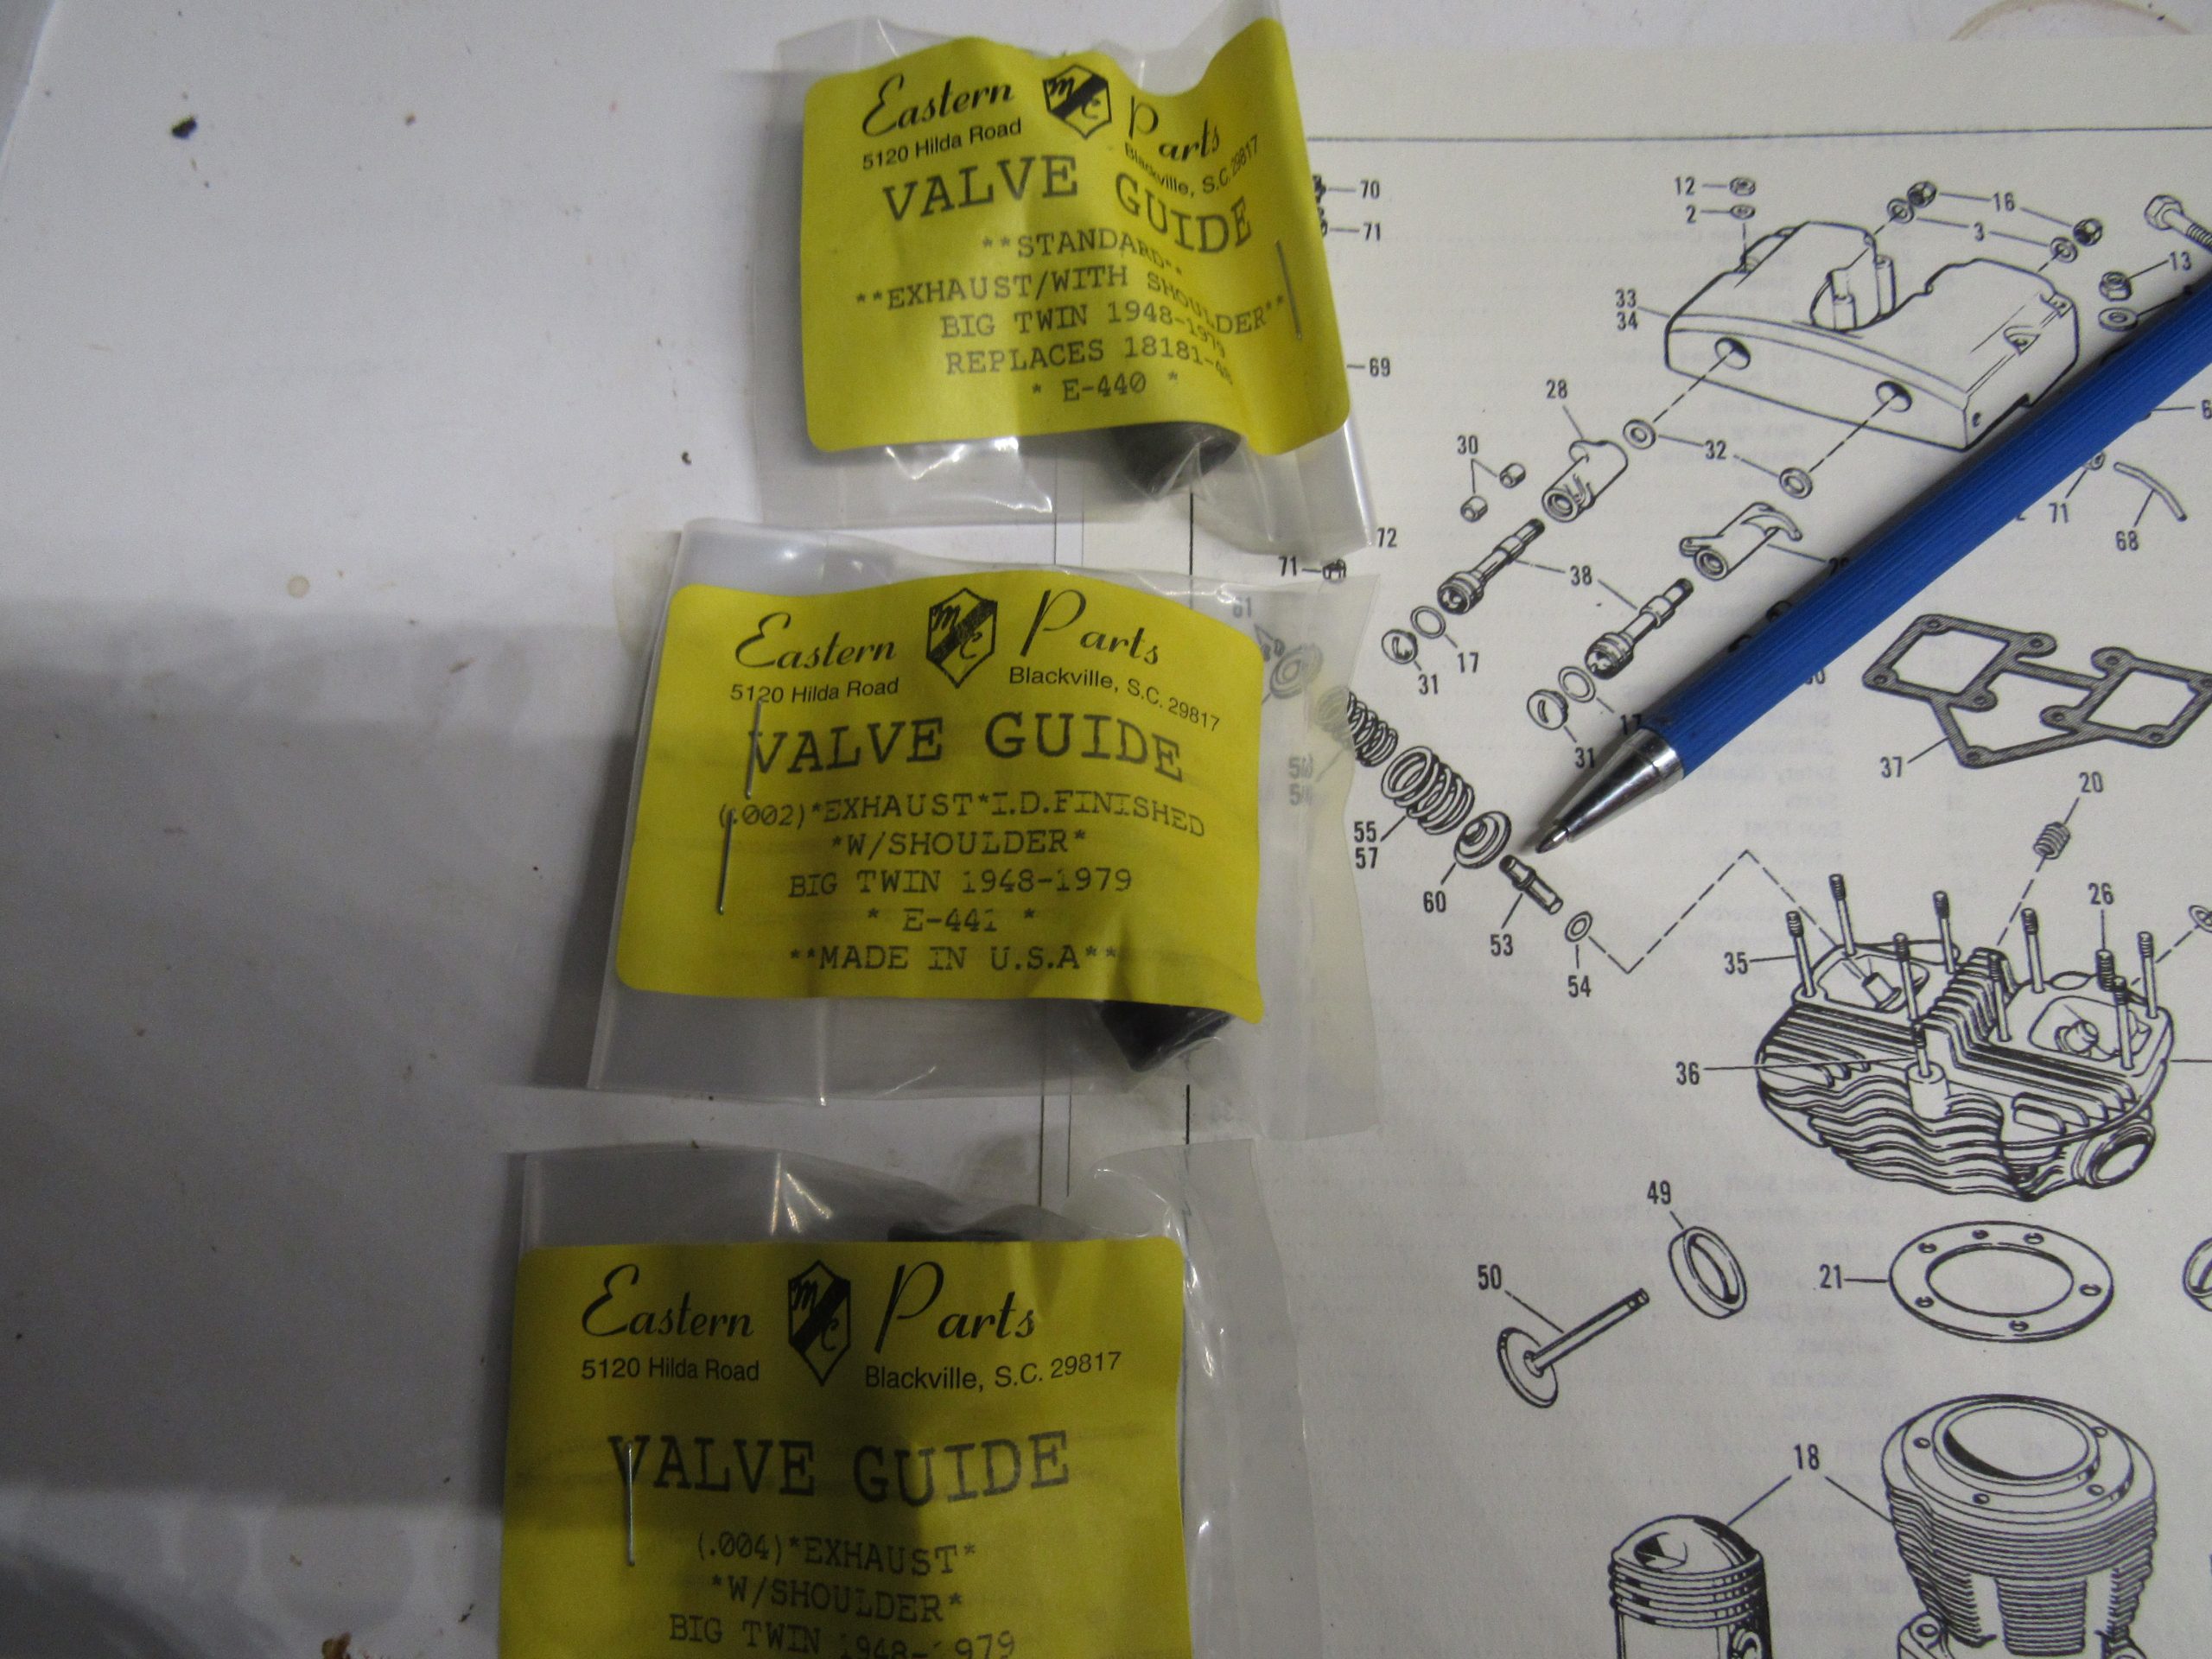 Eastern MC Parts
5120 Hilda Road
Blackville, S.C. 29817
VALVE GUIDE
**STANDARD**
**EXHAUST/WITH SHOULDER**
BIG TWIN 1948-1979
REPLACES 18181-
* E-440 *
Eastern MC Parts
5120 Hilda Road
Blackville, S.C. 29817
VALVE GUIDE
(.002)*EXHAUST*I.D.FINISHED
*W/SHOULDER*
BIG TWIN 1948-1979
* E-441 *
**MADE IN U.S.A**
Eastern MC Parts
5120 Hilda Road
Blackville, S.C. 29817
VALVE GUIDE
(.004)*EXHAUST*
*W/SHOULDER*
BIG TWIN 1948-1979
70
71
12
2
16
3
13
33
34
69
28
30
32
72
71
38
71
68
61
17
31
17
31
37
20
55
57
60
53
54
26
35
36
49
50
21
18